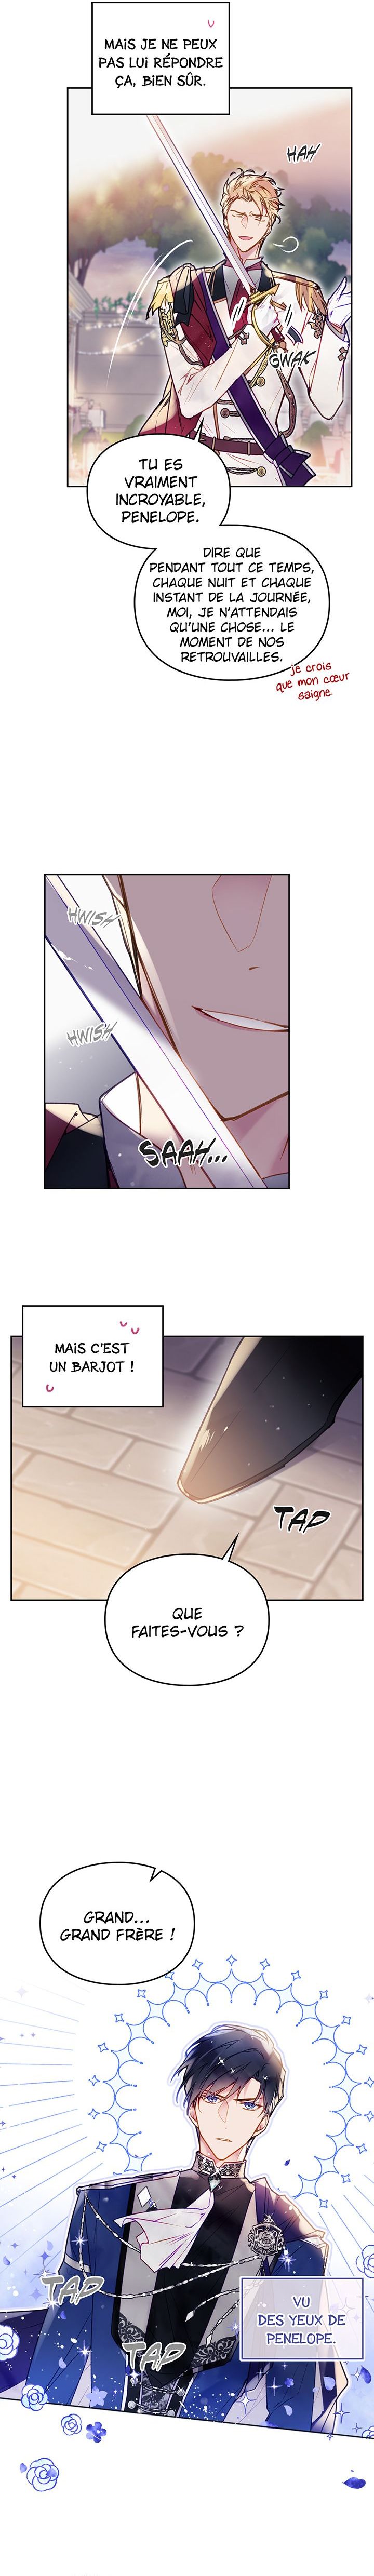 MAIS JE NE PEUX
PAS LUI RÉPONDRE
ÇA, BIEN SÛR.
HAH
GWAK
TU ES
VRAIMENT
INCROYABLE,
PENELOPE.
DIRE QUE
PENDANT TOUT CE TEMPS,
CHAQUE NUIT ET CHAQUE
INSTANT DE LA JOURNÉE,
MOI, JE N'ATTENDAIS
QU'UNE CHOSE... LE
MOMENT DE NOS
RETROUVAILLES.
je crois
que mon cœur
saigne.
HWISH
HWISH
SAAH...
MAIS C'EST
UN BARJOT !
TAP
QUE
FAITES-VOUS ?
GRAND...
GRAND FRÈRE !
TAP
TAP
VU
DES YEUX DE
PENELOPE.